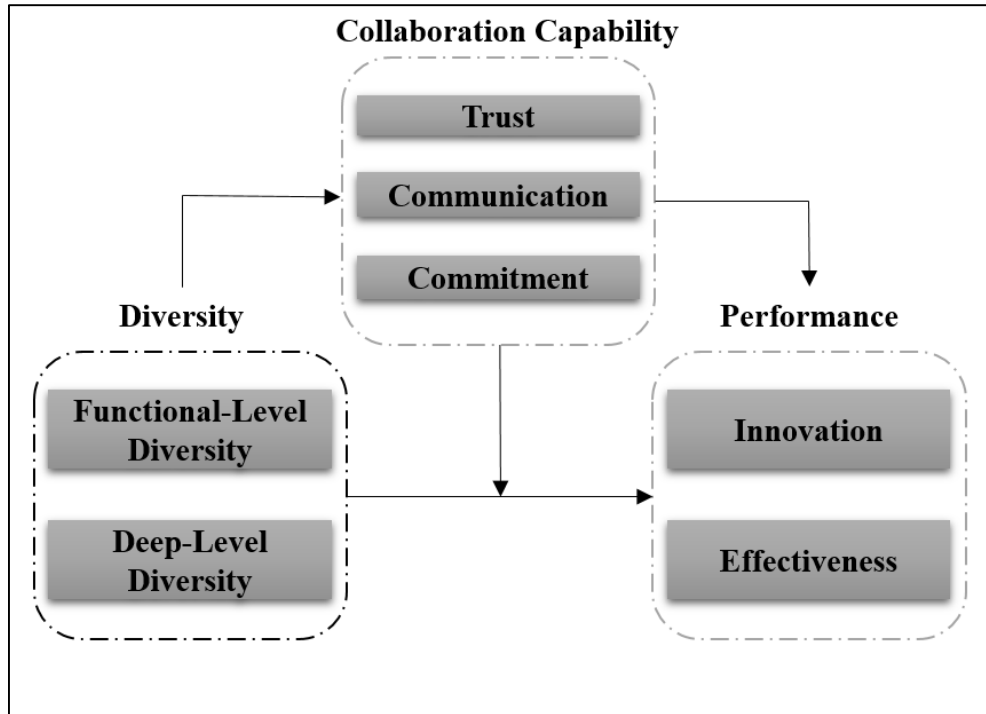 Collaboration Capability
Trust
Communication
Commitment
Diversity
Functional-Level
Diversity
Deep-Level
Diversity
Performance
Innovation
Effectiveness